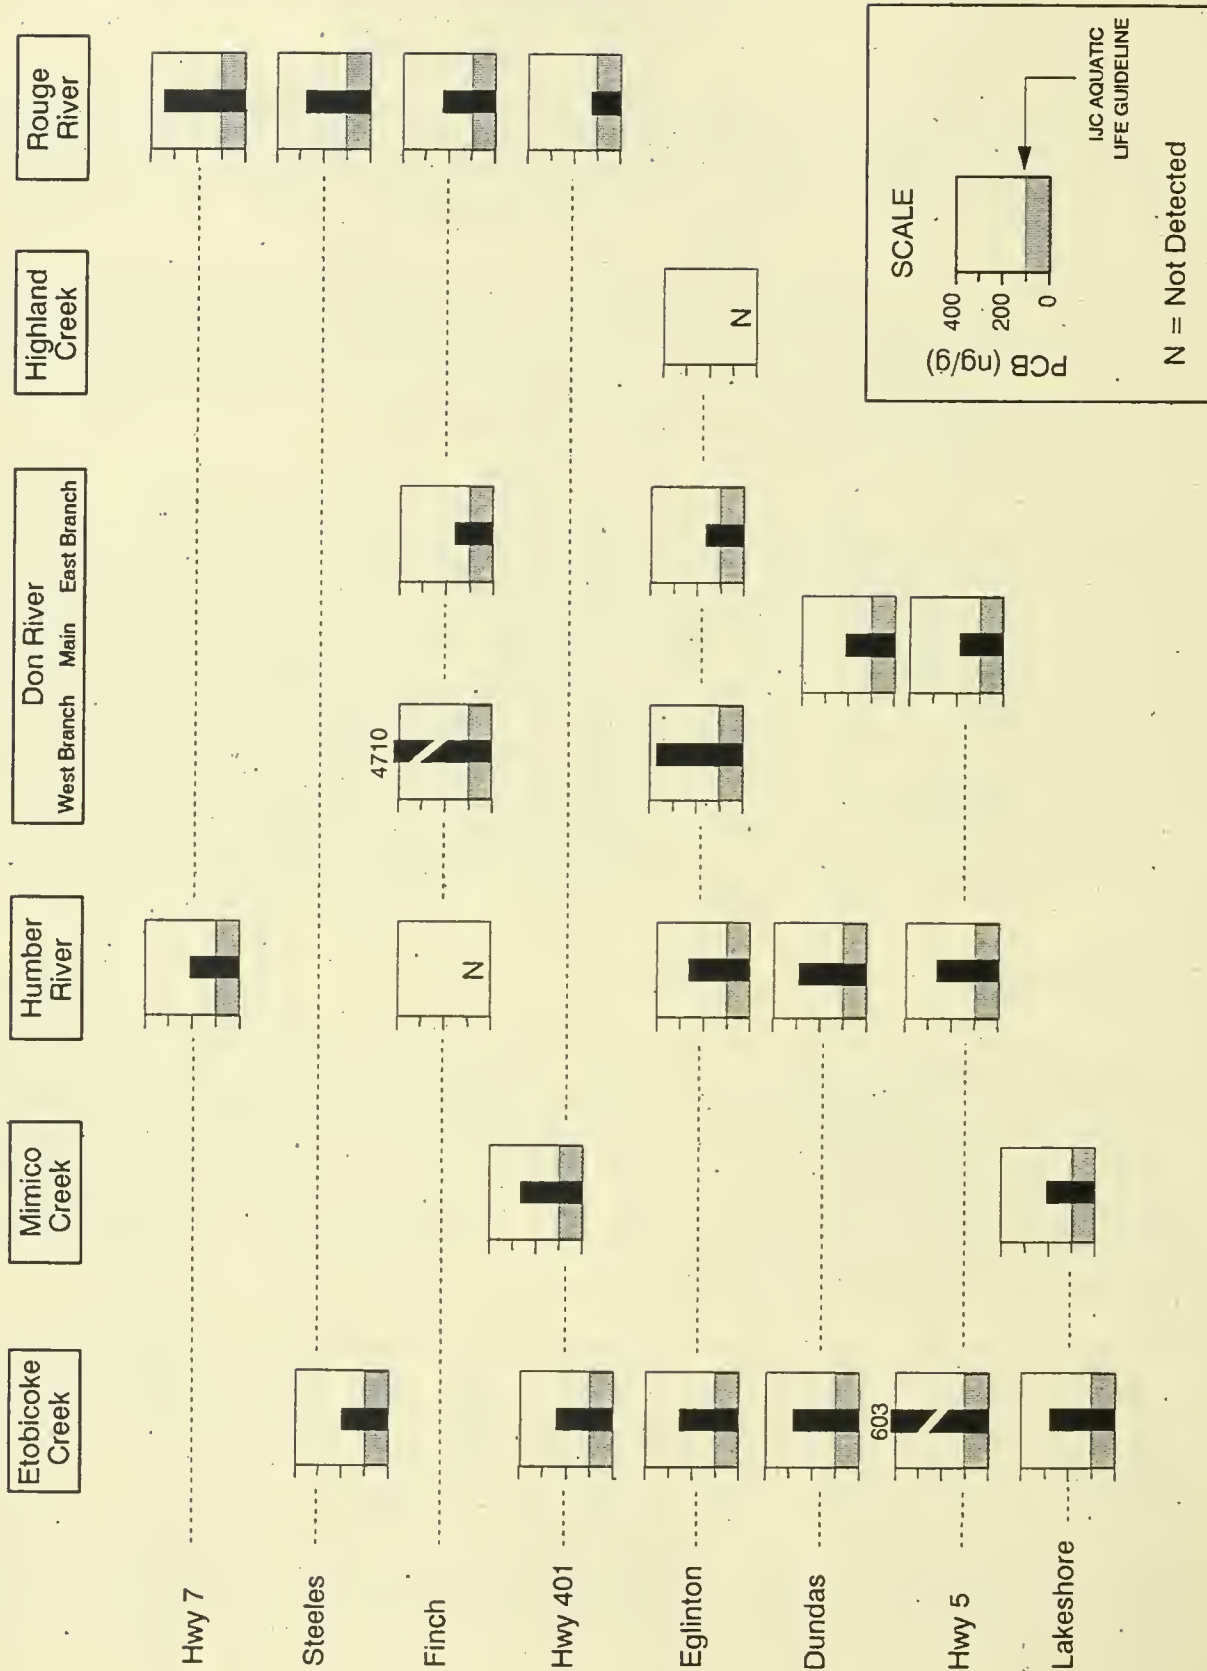 Etobicoke
Creek
Mimico
Creek
Humber
River
Don River
West Branch Main East Branch
Highland
Creek
Rouge
River
Hwy 7
Steeles
Finch
4710
N
Hwy 401
Eglinton
N
Dundas
Hwy 5
603
Lakeshore
SCALE
PCB (ng/g)
400
200
0
IJC AQUATIC
LIFE GUIDELINE
N = Not Detected